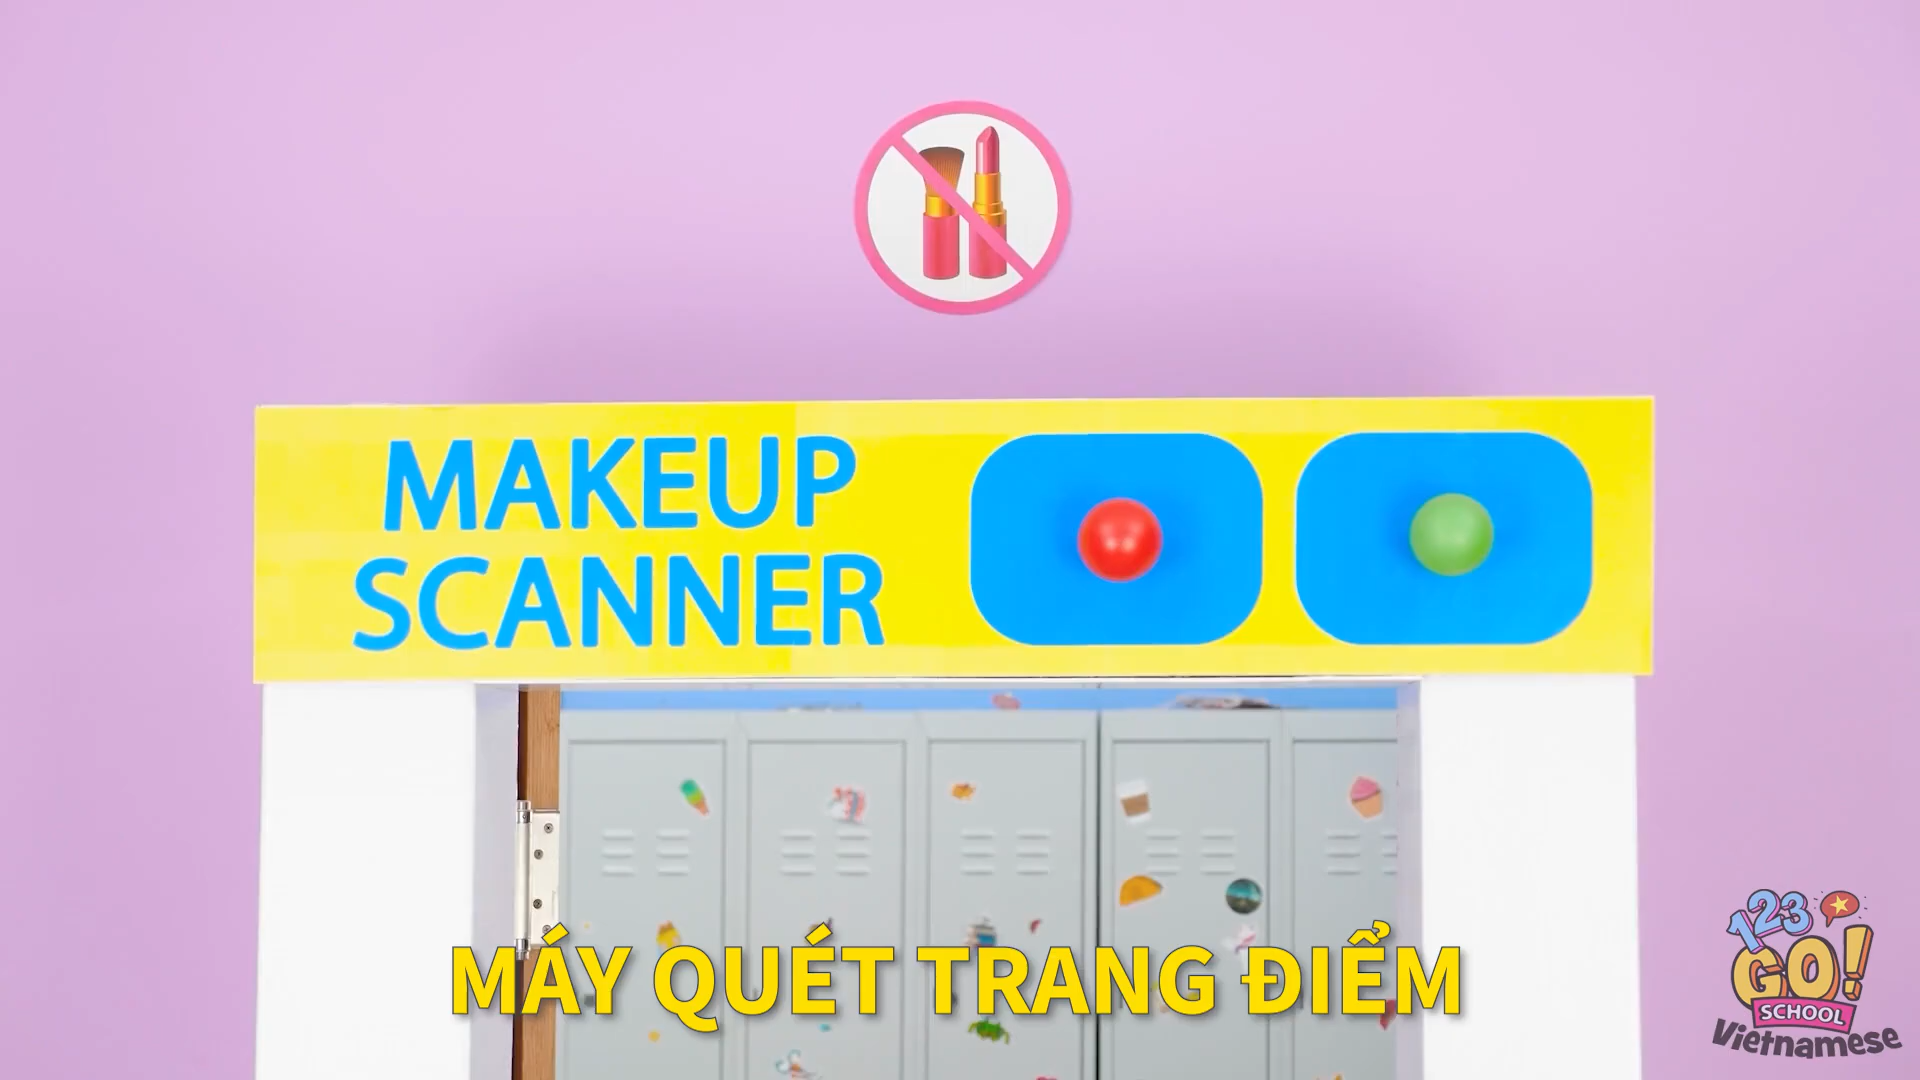 MAKEUP
SCANNER
MÁY QUÉT TRANG ĐIỂM
123
GO!
SCHOOL
Vietnamese